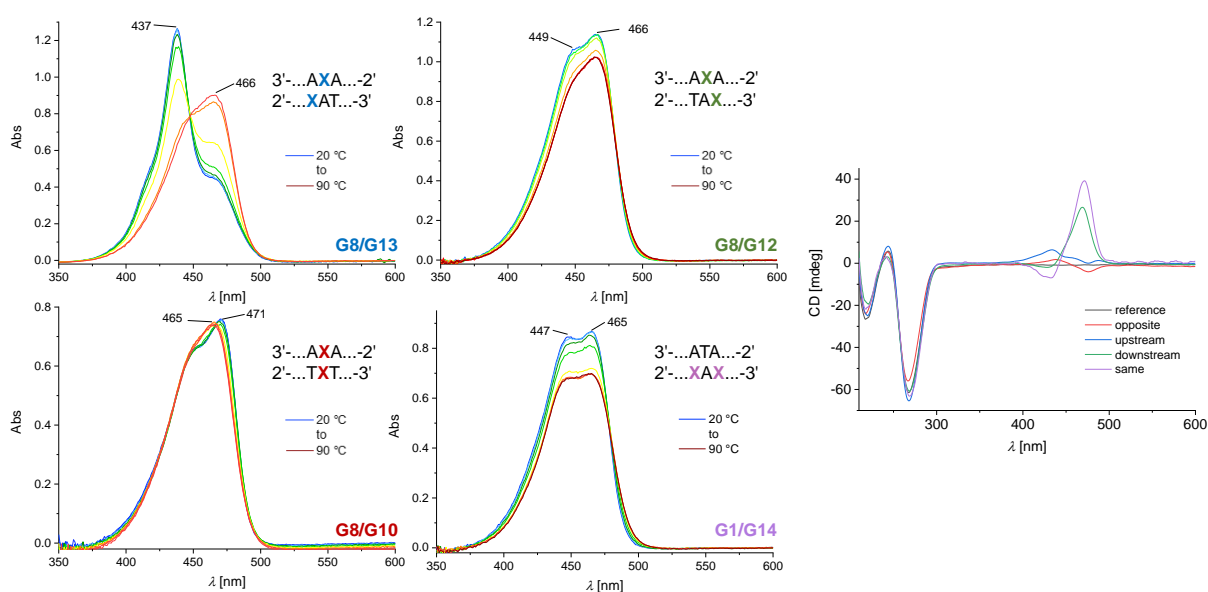 437
466
1.2
1.0
0.8
0.6
0.4
0.2
0.0
Abs
3'-...AXA...-2'
2'-...XAT...-3'
20 °C
to
90 °C
G8/G13
350 400 450 500 550 600
λ [nm]
449
466
1.2
1.0
0.8
0.6
0.4
0.2
0.0
Abs
3'-...AXA...-2'
2'-...TAX...-3'
20 °C
to
90 °C
G8/G12
350 400 450 500 550 600
λ [nm]
465
471
0.8
0.6
0.4
0.2
0.0
Abs
3'-...AXA...-2'
2'-...TXT...-3'
20 °C
to
90 °C
G8/G10
350 400 450 500 550 600
λ [nm]
447
465
1.0
0.8
0.6
0.4
0.2
0.0
Abs
3'-...ATA...-2'
2'-...XAX...-3'
20 °C
to
90 °C
G1/G14
350 400 450 500 550 600
λ [nm]
40
20
0
-20
-40
-60
CD [mdeg]
reference
opposite
upstream
downstream
same
300 400 500 600
λ [nm]